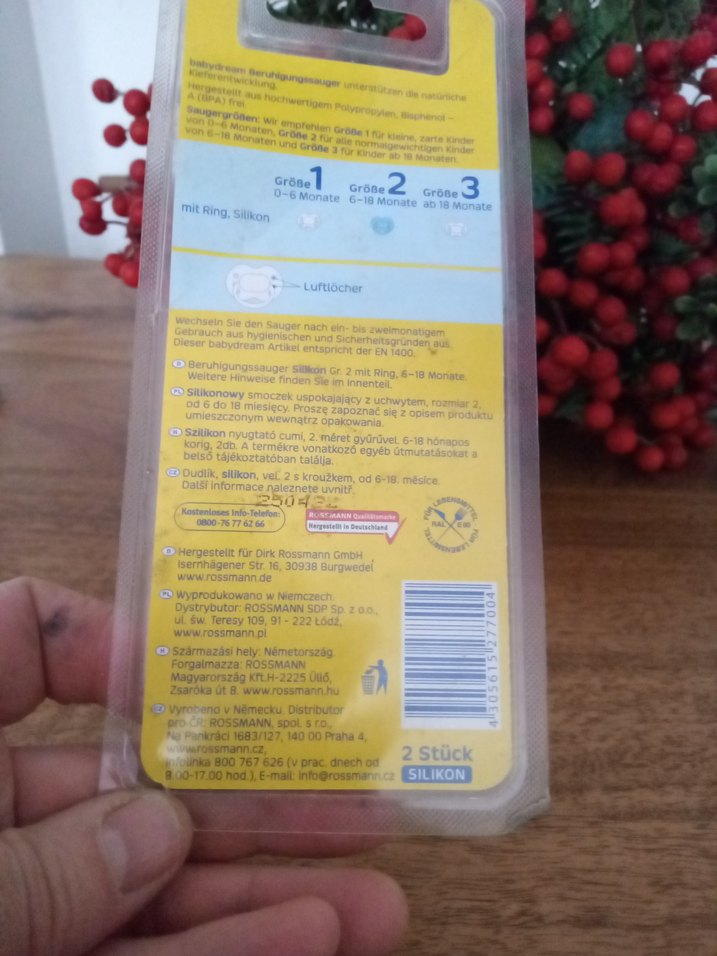 babydream Beruhigungssauger unterstützen die natürliche
Kieferentwicklung.
Hergestellt aus hochwertigem Polypropylen, Bisphenol –
A (BPA) frei.
Saugergrößen: Wir empfehlen Größe 1 für kleine, zarte Kinder
von 0–6 Monaten, Größe 2 für alle normalgewichtigen Kinder
von 6–18 Monaten und Größe 3 für Kinder ab 18 Monaten.
Größe 1 Größe 2 Größe 3
0–6 Monate 6–18 Monate ab 18 Monate
mit Ring, Silikon
Luftlöcher
Wechseln Sie den Sauger nach ein- bis zweimonatigem
Gebrauch aus hygienischen und Sicherheitsgründen aus.
Dieser babydream Artikel entspricht der EN 1400.
D Beruhigungssauger Silikon Gr. 2 mit Ring, 6–18 Monate.
Weitere Hinweise finden Sie im Innenteil.
PL Silikonowy smoczek uspokajający z uchwytem, rozmiar 2,
od 6 do 18 miesięcy. Proszę zapoznać się z opisem produktu
umieszczonym wewnątrz opakowania.
H Szilikon nyugtató cumi, 2. méret gyűrűvel, 6-18 hónapos
korig, 2db. A termékre vonatkozó egyéb útmutatásokat a
belső tájékoztatóban találja.
CZ Dudlík, silikon, vel. 2 s kroužkem, od 6-18. měsíce.
Další informace naleznete uvnitř.
Kostenloses Info-Telefon:
0800-76 77 62 66
ROSSMANN Qualitätsmarke
Hergestellt in Deutschland
FÜR LEBENSMITTEL
RAL
FÜR LEBENSMITTEL
D Hergestellt für Dirk Rossmann GmbH
Isernhägener Str. 16, 30938 Burgwedel
www.rossmann.de
PL Wyprodukowano w Niemczech.
Dystrybutor: ROSSMANN SDP Sp. z o.o.,
ul. św. Teresy 109, 91 - 222 Łódź,
www.rossmann.pl
H Származási hely: Németország
Forgalmazza: ROSSMANN
Magyarország Kft.H-2225 Üllő,
Zsaróka út 8. www.rossmann.hu
CZ Vyrobeno v Německu. Distributor
pro ČR: ROSSMANN, spol. s r.o.,
Na Pankráci 1683/127, 140 00 Praha 4,
www.rossmann.cz,
Infolinka 800 767 626 (v prac. dnech od
8.00-17.00 hod.), E-mail: info@rossmann.cz
4 305615 277004
2 Stück
SILIKON